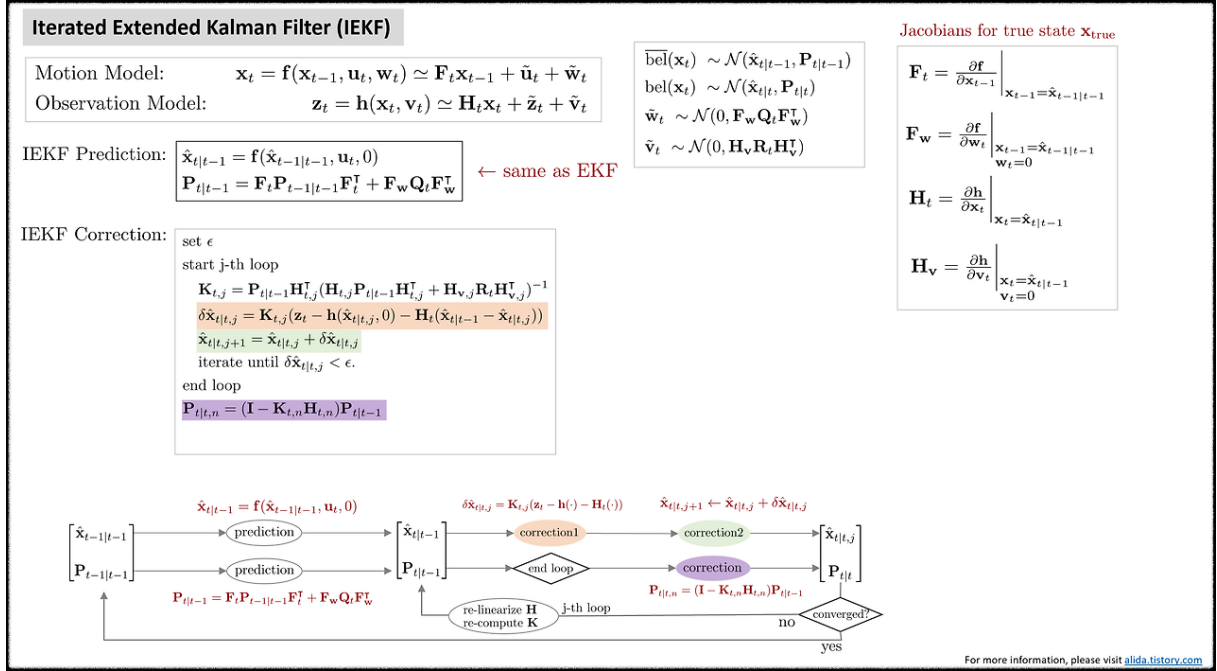 Iterated Extended Kalman Filter (IEKF)
Motion Model: x_t = f(x_{t−1}, u_t, w_t) ≃ F_t x_{t−1} + ũ_t + w̃_t
Observation Model: z_t = h(x_t, v_t) ≃ H_t x_t + z̃_t + ṽ_t
IEKF Prediction: x̂_{t|t−1} = f(x̂_{t−1|t−1}, u_t, 0)
P_{t|t−1} = F_t P_{t−1|t−1} F_t^⊺ + F_w Q_t F_w^⊺
← same as EKF
IEKF Correction:
set ϵ
start j-th loop
K_{t,j} = P_{t|t−1} H_{t,j}^⊺ (H_{t,j} P_{t|t−1} H_{t,j}^⊺ + H_{v,j} R_t H_{v,j}^⊺)^{−1}
δx̂_{t|t,j} = K_{t,j}(z_t − h(x̂_{t|t,j}, 0) − H_t(x̂_{t|t−1} − x̂_{t|t,j}))
x̂_{t|t,j+1} = x̂_{t|t,j} + δx̂_{t|t,j}
iterate until δx̂_{t|t,j} < ϵ.
end loop
P_{t|t,n} = (I − K_{t,n} H_{t,n}) P_{t|t−1}
\overline{bel}(x_t) ∼ N(x̂_{t|t−1}, P_{t|t−1})
bel(x_t) ∼ N(x̂_{t|t}, P_{t|t})
w̃_t ∼ N(0, F_w Q_t F_w^⊺)
ṽ_t ∼ N(0, H_v R_t H_v^⊺)
Jacobians for true state x_true
F_t = ∂f/∂x_{t−1} |_{x_{t−1}=x̂_{t−1|t−1}}
F_w = ∂f/∂w_t |_{x_{t−1}=x̂_{t−1|t−1}
w_t=0}
H_t = ∂h/∂x_t |_{x_t=x̂_{t|t−1}}
H_v = ∂h/∂v_t |_{x_t=x̂_{t|t−1}
v_t=0}
x̂_{t|t−1} = f(x̂_{t−1|t−1}, u_t, 0)
δx̂_{t|t,j} = K_{t,j}(z_t − h(·) − H_t(·))
x̂_{t|t,j+1} ← x̂_{t|t,j} + δx̂_{t|t,j}
x̂_{t−1|t−1}
prediction
x̂_{t|t−1}
correction1
correction2
x̂_{t|t,j}
P_{t−1|t−1}
prediction
P_{t|t−1}
end loop
correction
P_{t|t}
P_{t|t−1} = F_t P_{t−1|t−1} F_t^⊺ + F_w Q_t F_w^⊺
P_{t|t,n} = (I − K_{t,n} H_{t,n}) P_{t|t−1}
re-linearize H
re-compute K
j-th loop
no
converged?
yes
For more information, please visit alida.tistory.com